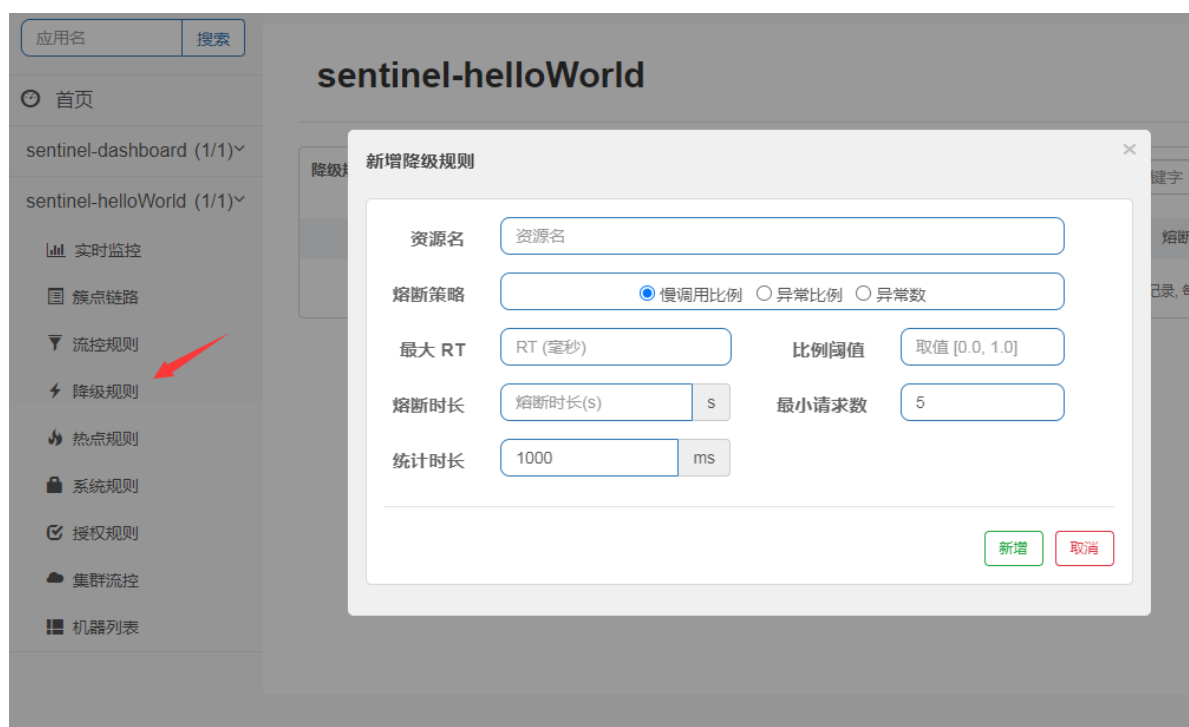 应用名 搜索
首页
sentinel-dashboard (1/1)
sentinel-helloWorld (1/1)
实时监控
簇点链路
流控规则
降级规则
热点规则
系统规则
授权规则
集群流控
机器列表
sentinel-helloWorld
降级
键字
熔断
新增降级规则 ×
资源名 资源名
熔断策略 慢调用比例 异常比例 异常数
最大 RT RT (毫秒) 比例阈值 取值 [0.0, 1.0]
熔断时长 熔断时长(s) s 最小请求数 5
统计时长 1000 ms
新增 取消